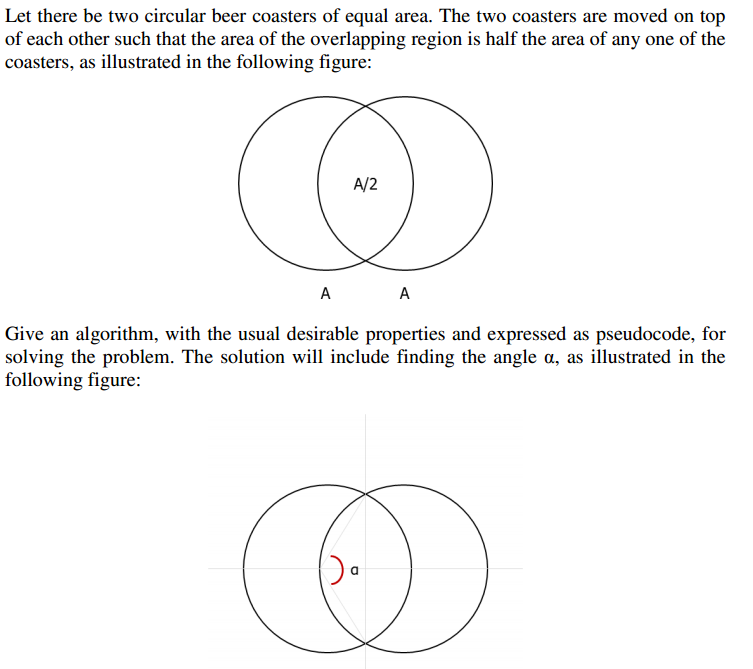 Let there be two circular beer coasters of equal area. The two coasters are moved on top
of each other such that the area of the overlapping region is half the area of any one of the
coasters, as illustrated in the following figure:
A/2
A A
Give an algorithm, with the usual desirable properties and expressed as pseudocode, for
solving the problem. The solution will include finding the angle α, as illustrated in the
following figure:
α